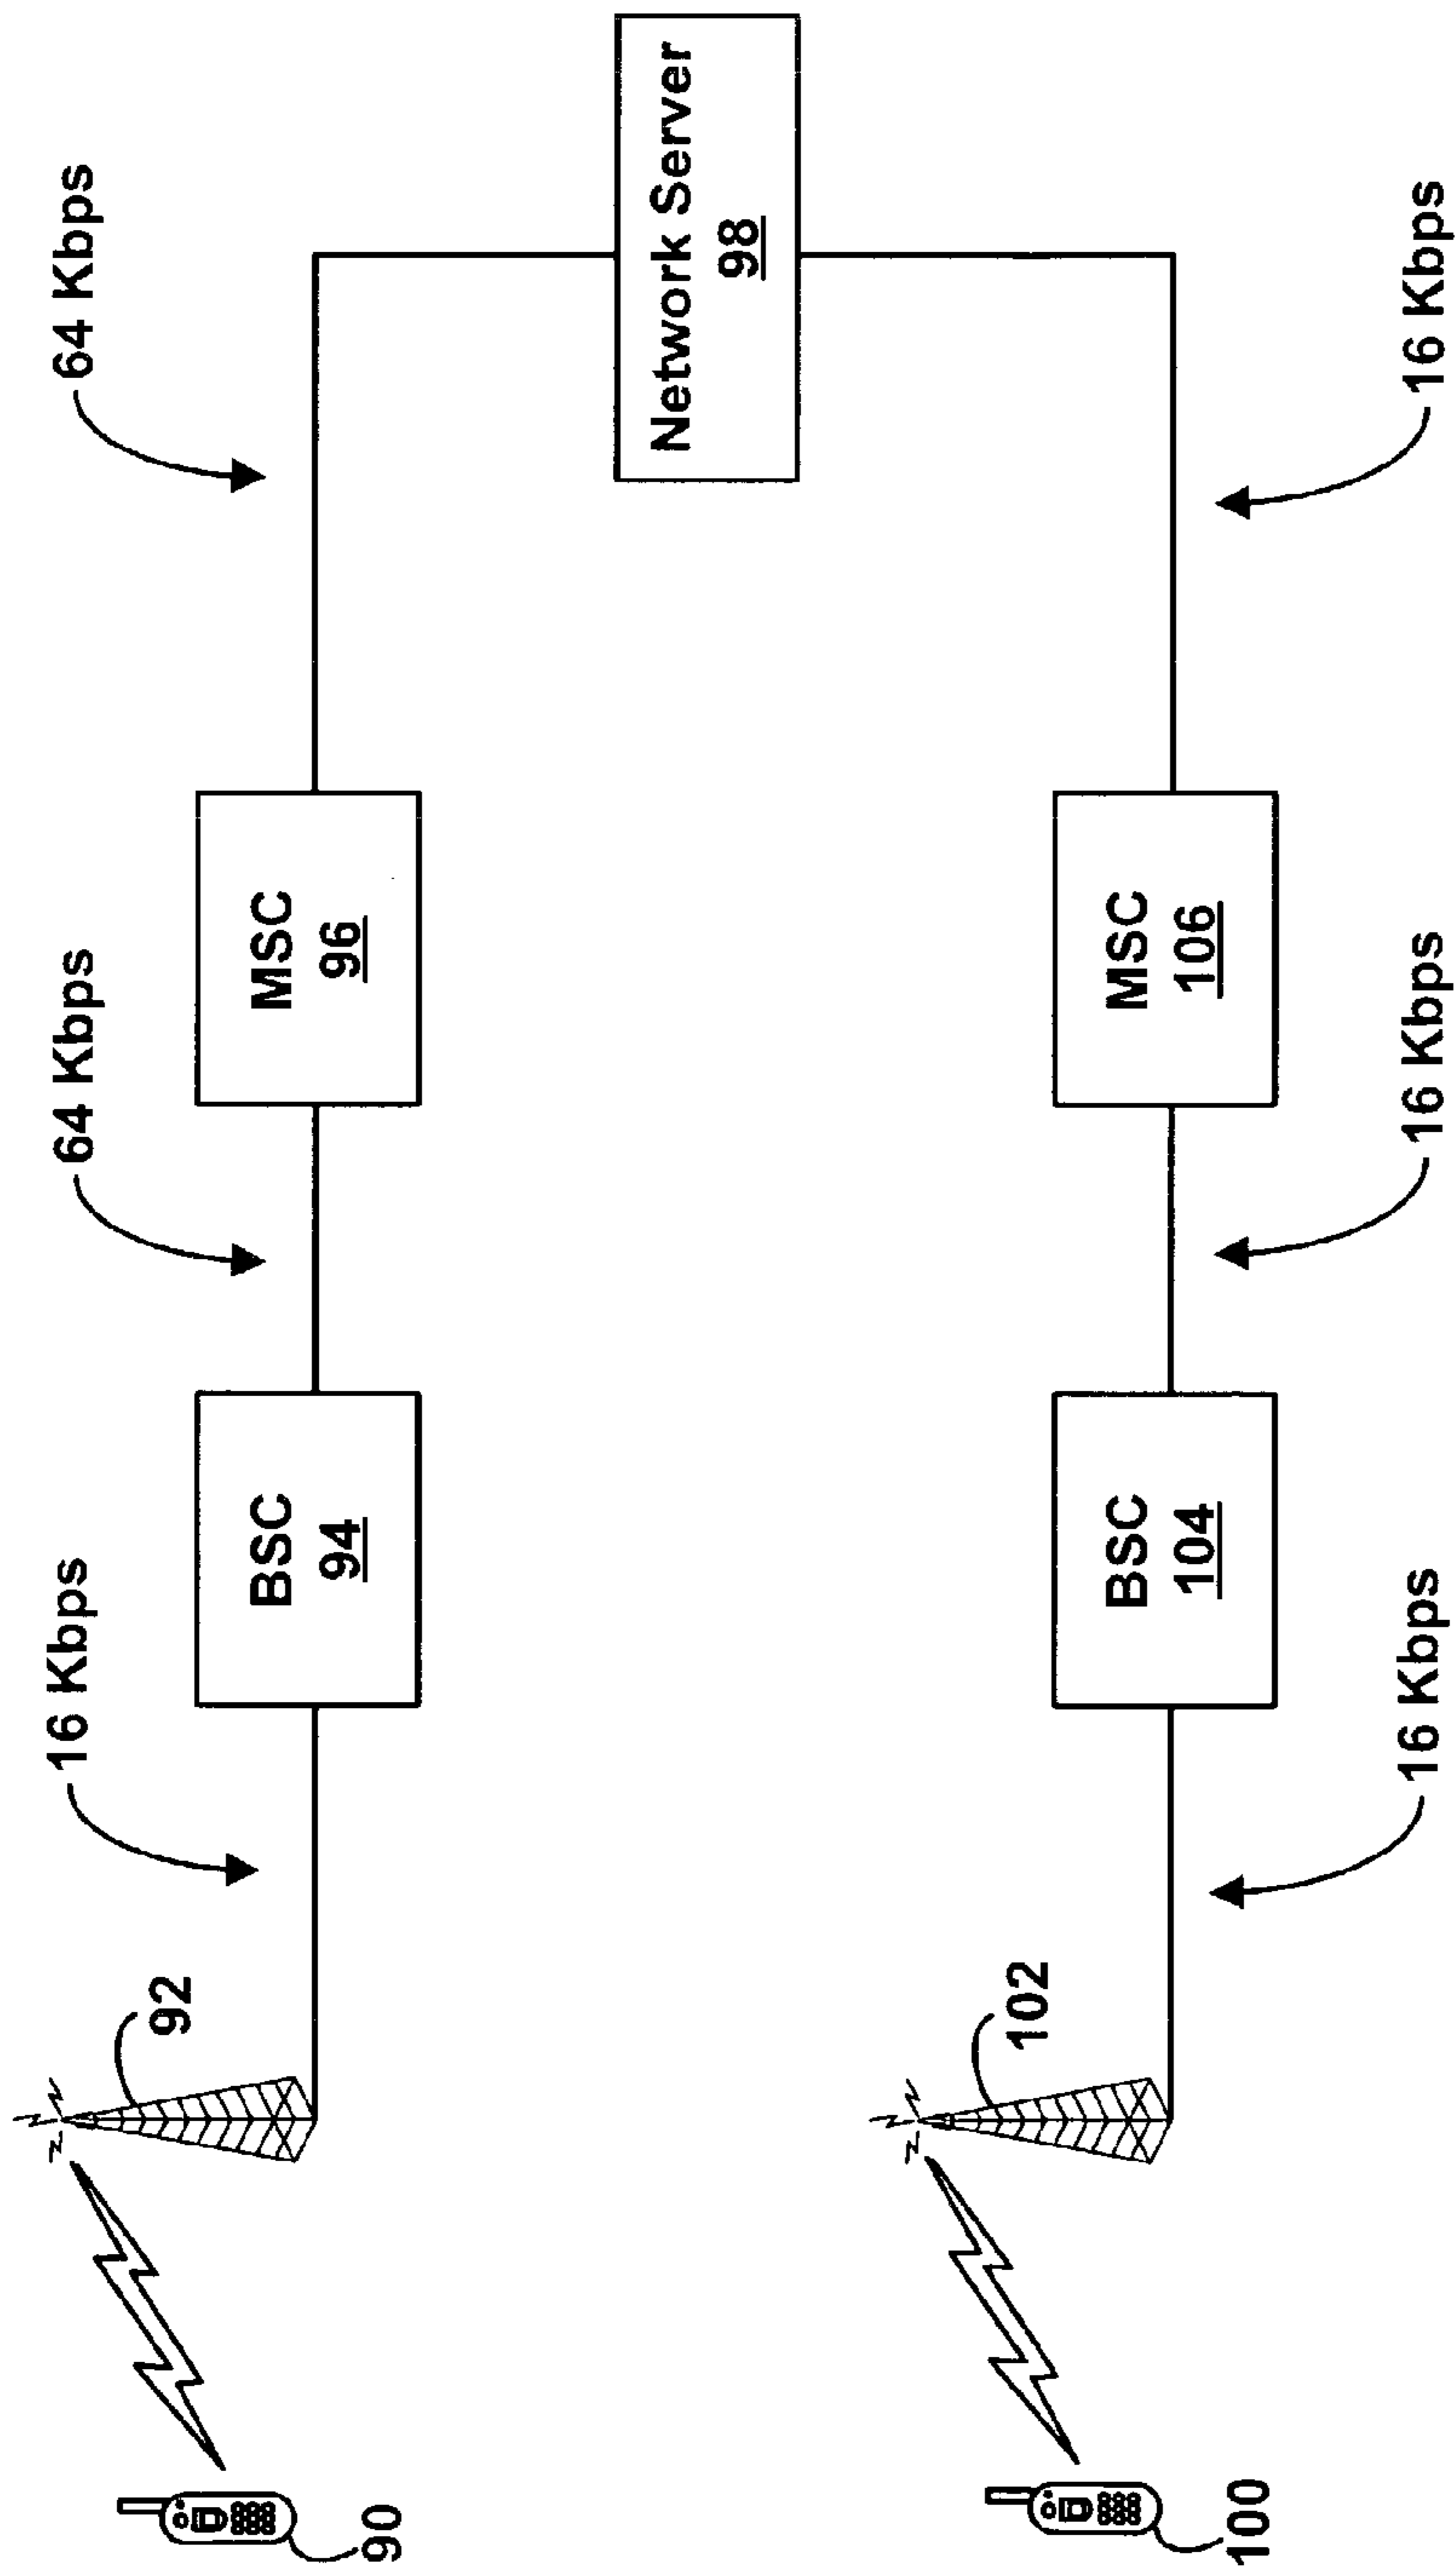 16 Kbps
64 Kbps
64 Kbps
92
BSC
94
MSC
96
90
Network Server
98
102
BSC
104
MSC
106
100
16 Kbps
16 Kbps
16 Kbps